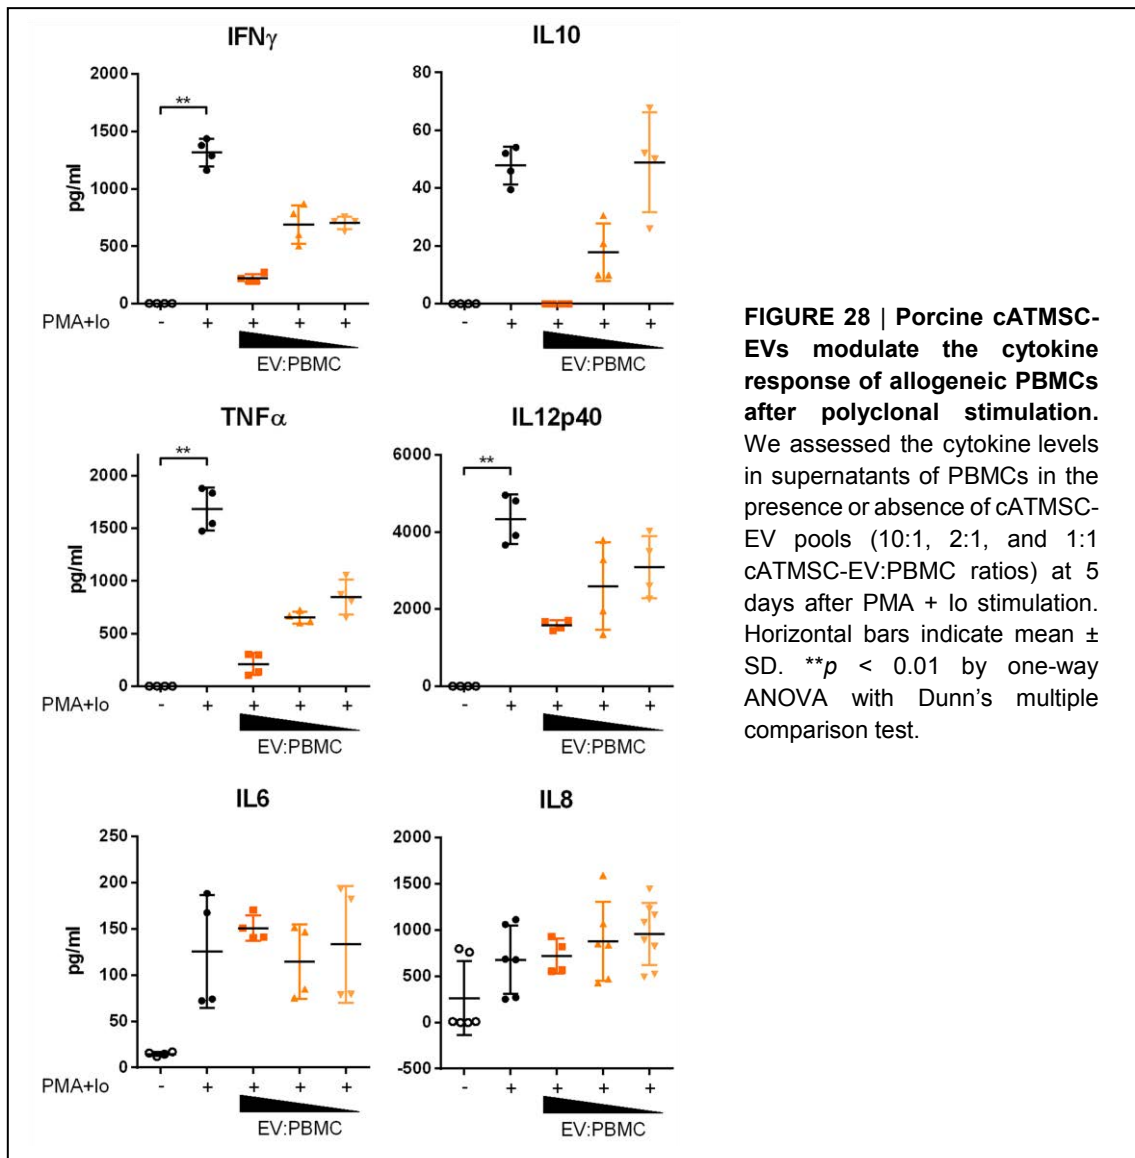 IFNγ
2000
1500
1000
500
0
pg/ml
**
PMA+Io - + + + +
EV:PBMC
IL10
80
60
40
20
0
- + + + +
EV:PBMC
TNFα
2000
1500
1000
500
0
pg/ml
**
PMA+Io - + + + +
EV:PBMC
IL12p40
6000
4000
2000
0
**
- + + + +
EV:PBMC
IL6
250
200
150
100
50
0
pg/ml
PMA+Io - + + + +
EV:PBMC
IL8
2000
1500
1000
500
0
-500
- + + + +
EV:PBMC
FIGURE 28 | Porcine cATMSC-
EVs modulate the cytokine
response of allogeneic PBMCs
after polyclonal stimulation.
We assessed the cytokine levels
in supernatants of PBMCs in the
presence or absence of cATMSC-
EV pools (10:1, 2:1, and 1:1
cATMSC-EV:PBMC ratios) at 5
days after PMA + Io stimulation.
Horizontal bars indicate mean ±
SD. **p < 0.01 by one-way
ANOVA with Dunn's multiple
comparison test.